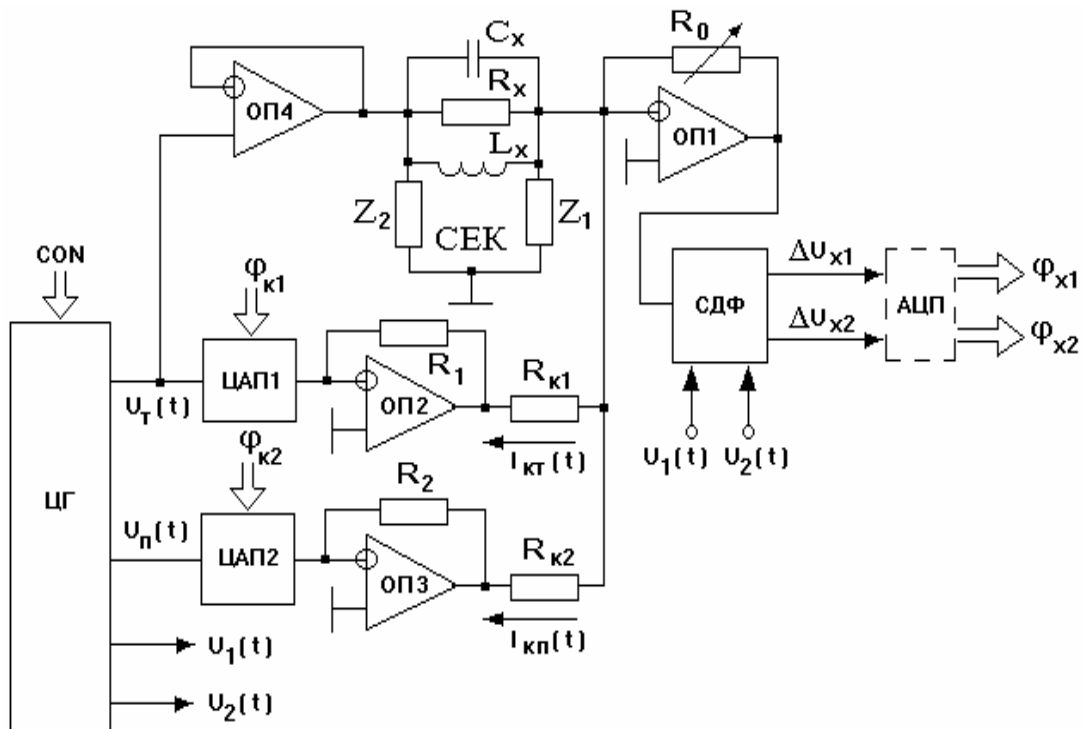 Cx
R0
Rx
ОП4
ОП1
Lx
Z2
Z1
СЕК
CON
φк1
ΔUx1
φx1
СДФ
АЦП
ЦАП1
R1
ΔUx2
φx2
ОП2
Rк1
Uт(t)
Iкт(t)
U1(t)
U2(t)
φк2
ЦГ
R2
Uп(t)
ЦАП2
Rк2
ОП3
Iкп(t)
U1(t)
U2(t)